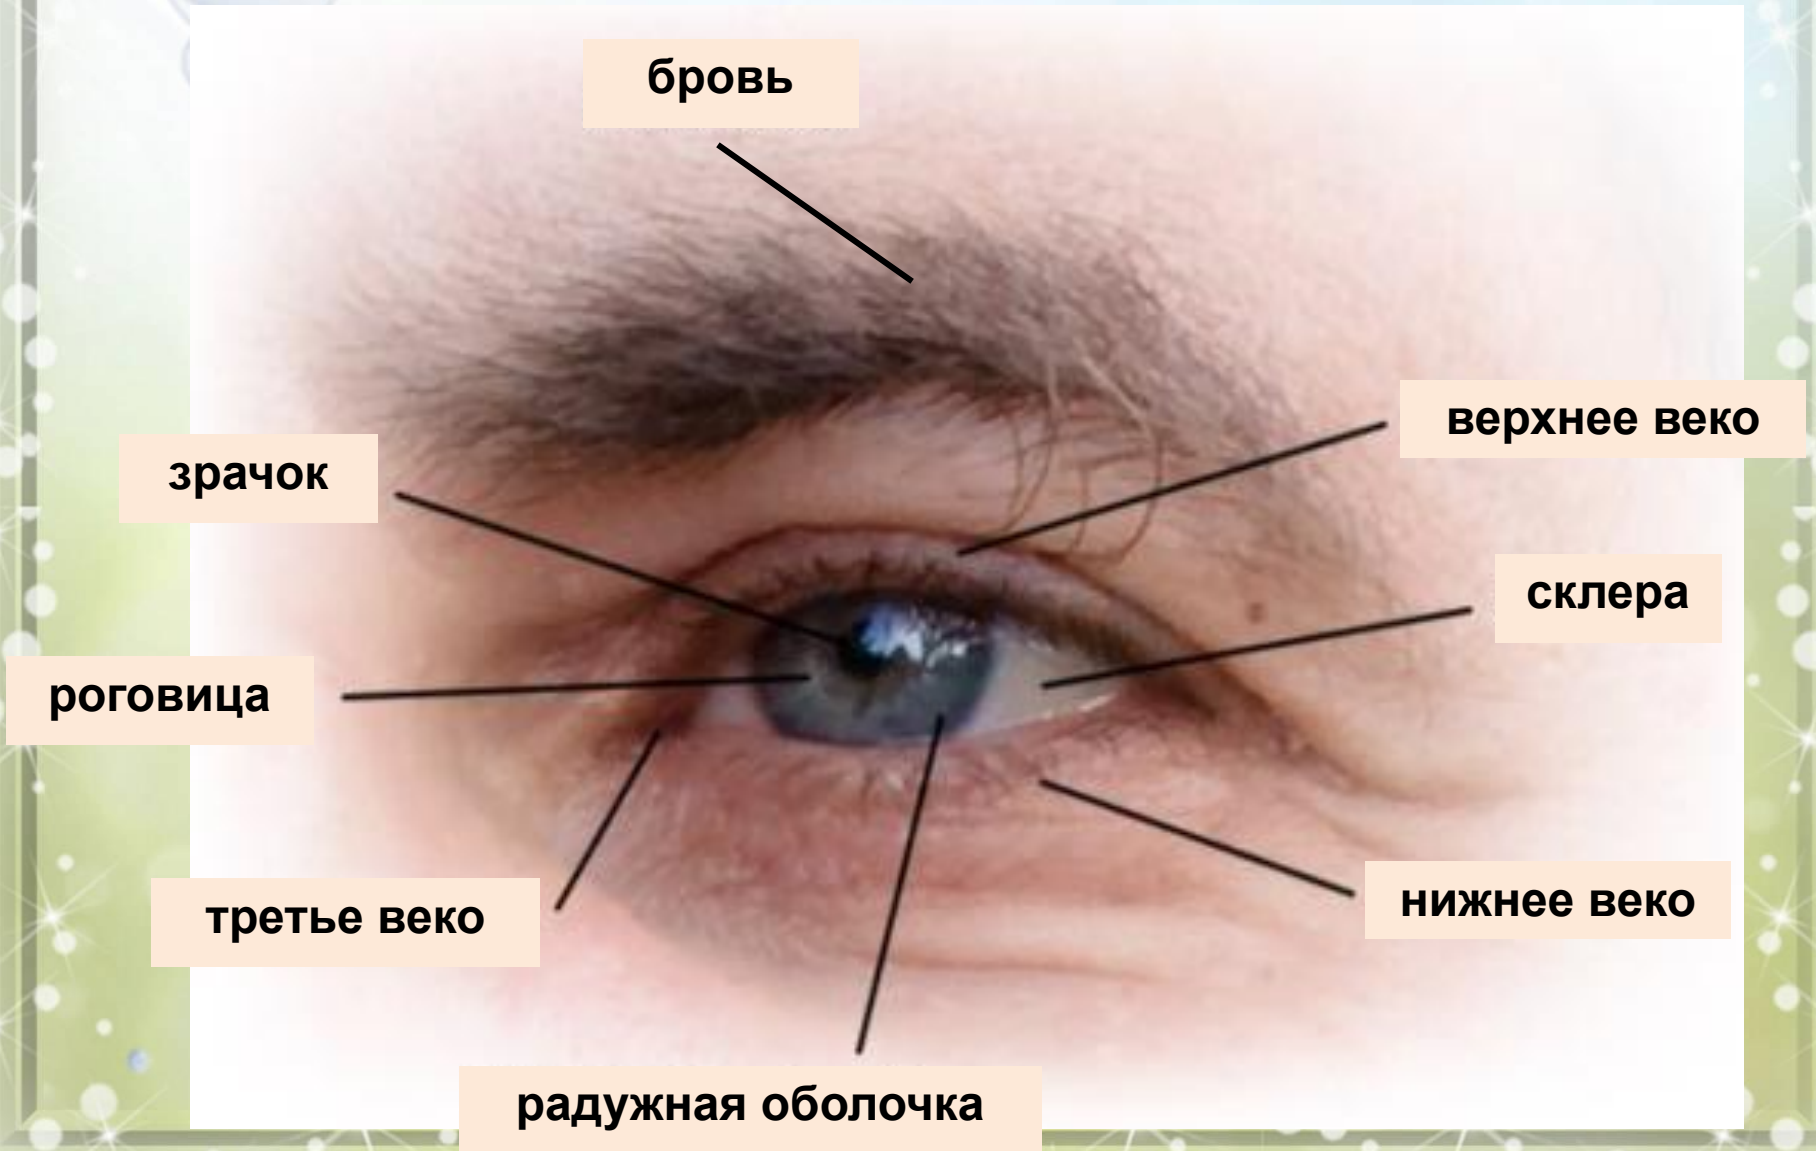 бровь
верхнее веко
зрачок
склера
роговица
третье веко
нижнее веко
радужная оболочка